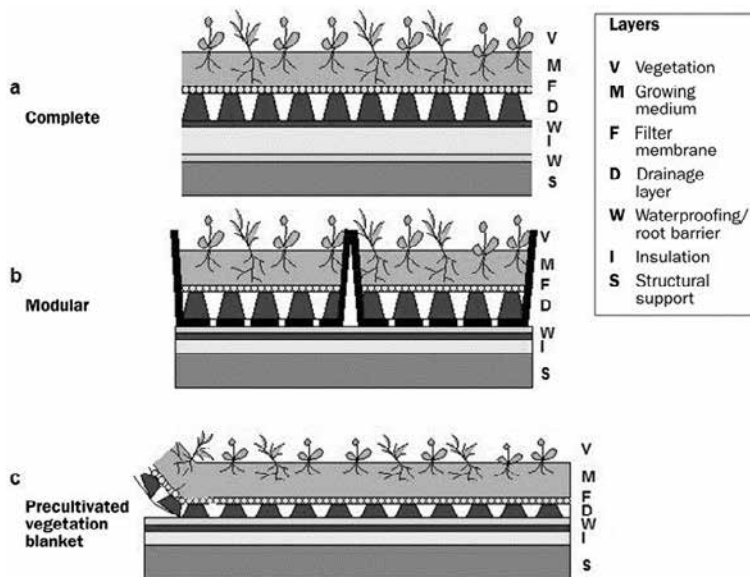 a
Complete
V
M
F
D
W
I
W
S
b
Modular
V
M
F
D
W
I
S
c
Precultivated
vegetation
blanket
V
M
F
D
W
I
S
Layers
V Vegetation
M Growing
medium
F Filter
membrane
D Drainage
layer
W Waterproofing/
root barrier
I Insulation
S Structural
support